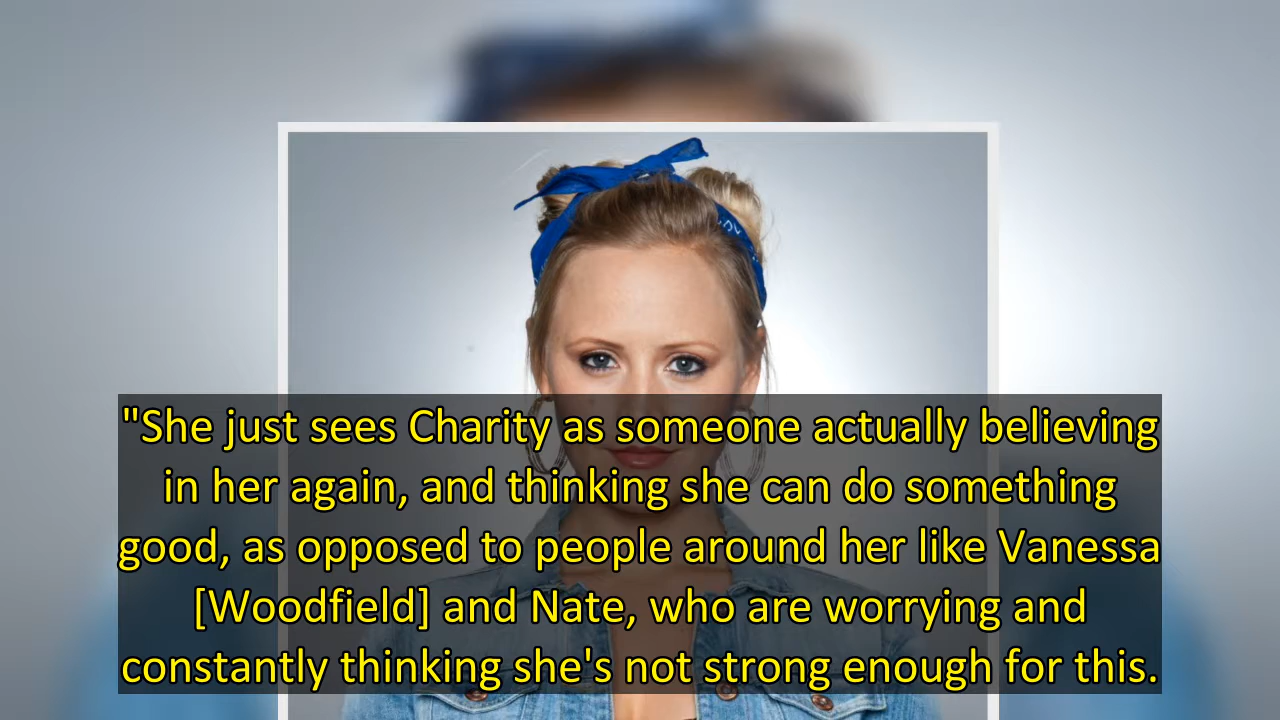 "She just sees Charity as someone actually believing
in her again, and thinking she can do something
good, as opposed to people around her like Vanessa
[Woodfield] and Nate, who are worrying and
constantly thinking she's not strong enough for this.